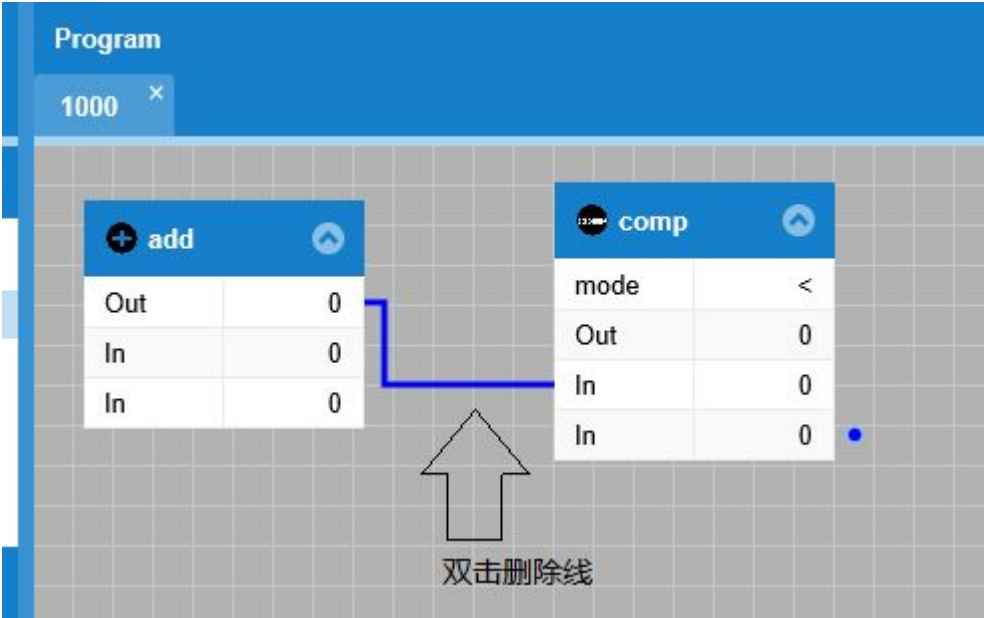 Program
1000 ×
add
Out 0
In 0
In 0
comp
mode <
Out 0
In 0
In 0
双击删除线